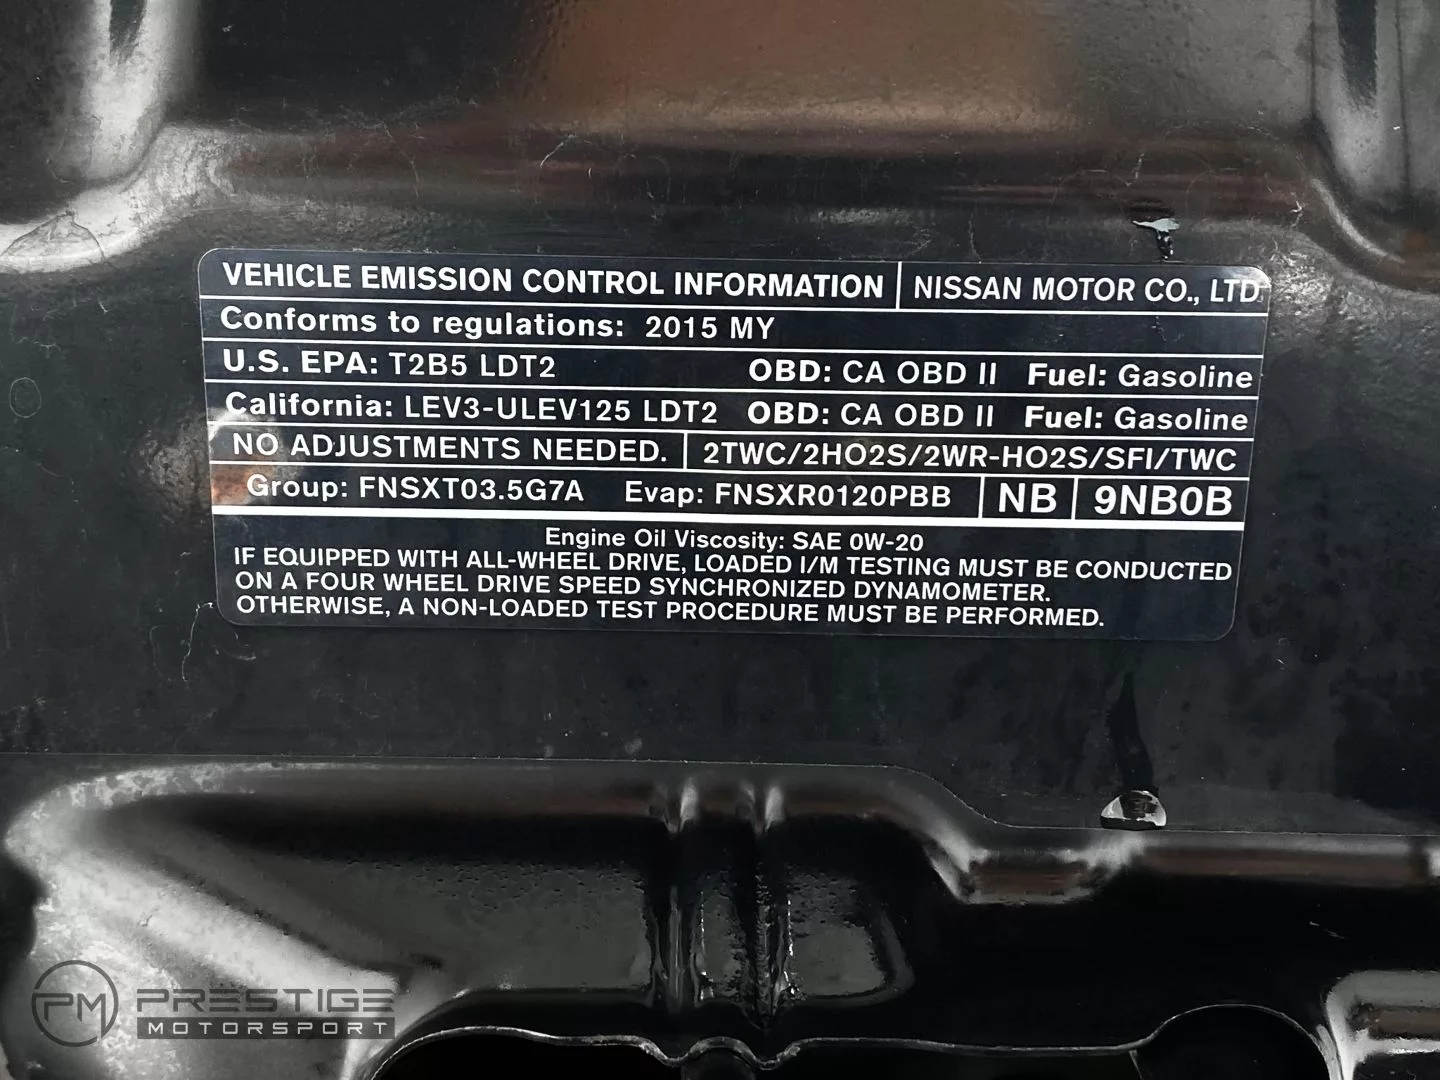 VEHICLE EMISSION CONTROL INFORMATION NISSAN MOTOR CO., LTD.
Conforms to regulations: 2015 MY
U.S. EPA: T2B5 LDT2 OBD: CA OBD II Fuel: Gasoline
California: LEV3-ULEV125 LDT2 OBD: CA OBD II Fuel: Gasoline
NO ADJUSTMENTS NEEDED. 2TWC/2HO2S/2WR-HO2S/SFI/TWC
Group: FNSXT03.5G7A Evap: FNSXR0120PBB NB 9NB0B
Engine Oil Viscosity: SAE 0W-20
IF EQUIPPED WITH ALL-WHEEL DRIVE, LOADED I/M TESTING MUST BE CONDUCTED
ON A FOUR WHEEL DRIVE SPEED SYNCHRONIZED DYNAMOMETER.
OTHERWISE, A NON-LOADED TEST PROCEDURE MUST BE PERFORMED.
PM PRESTIGE
MOTORSPORT